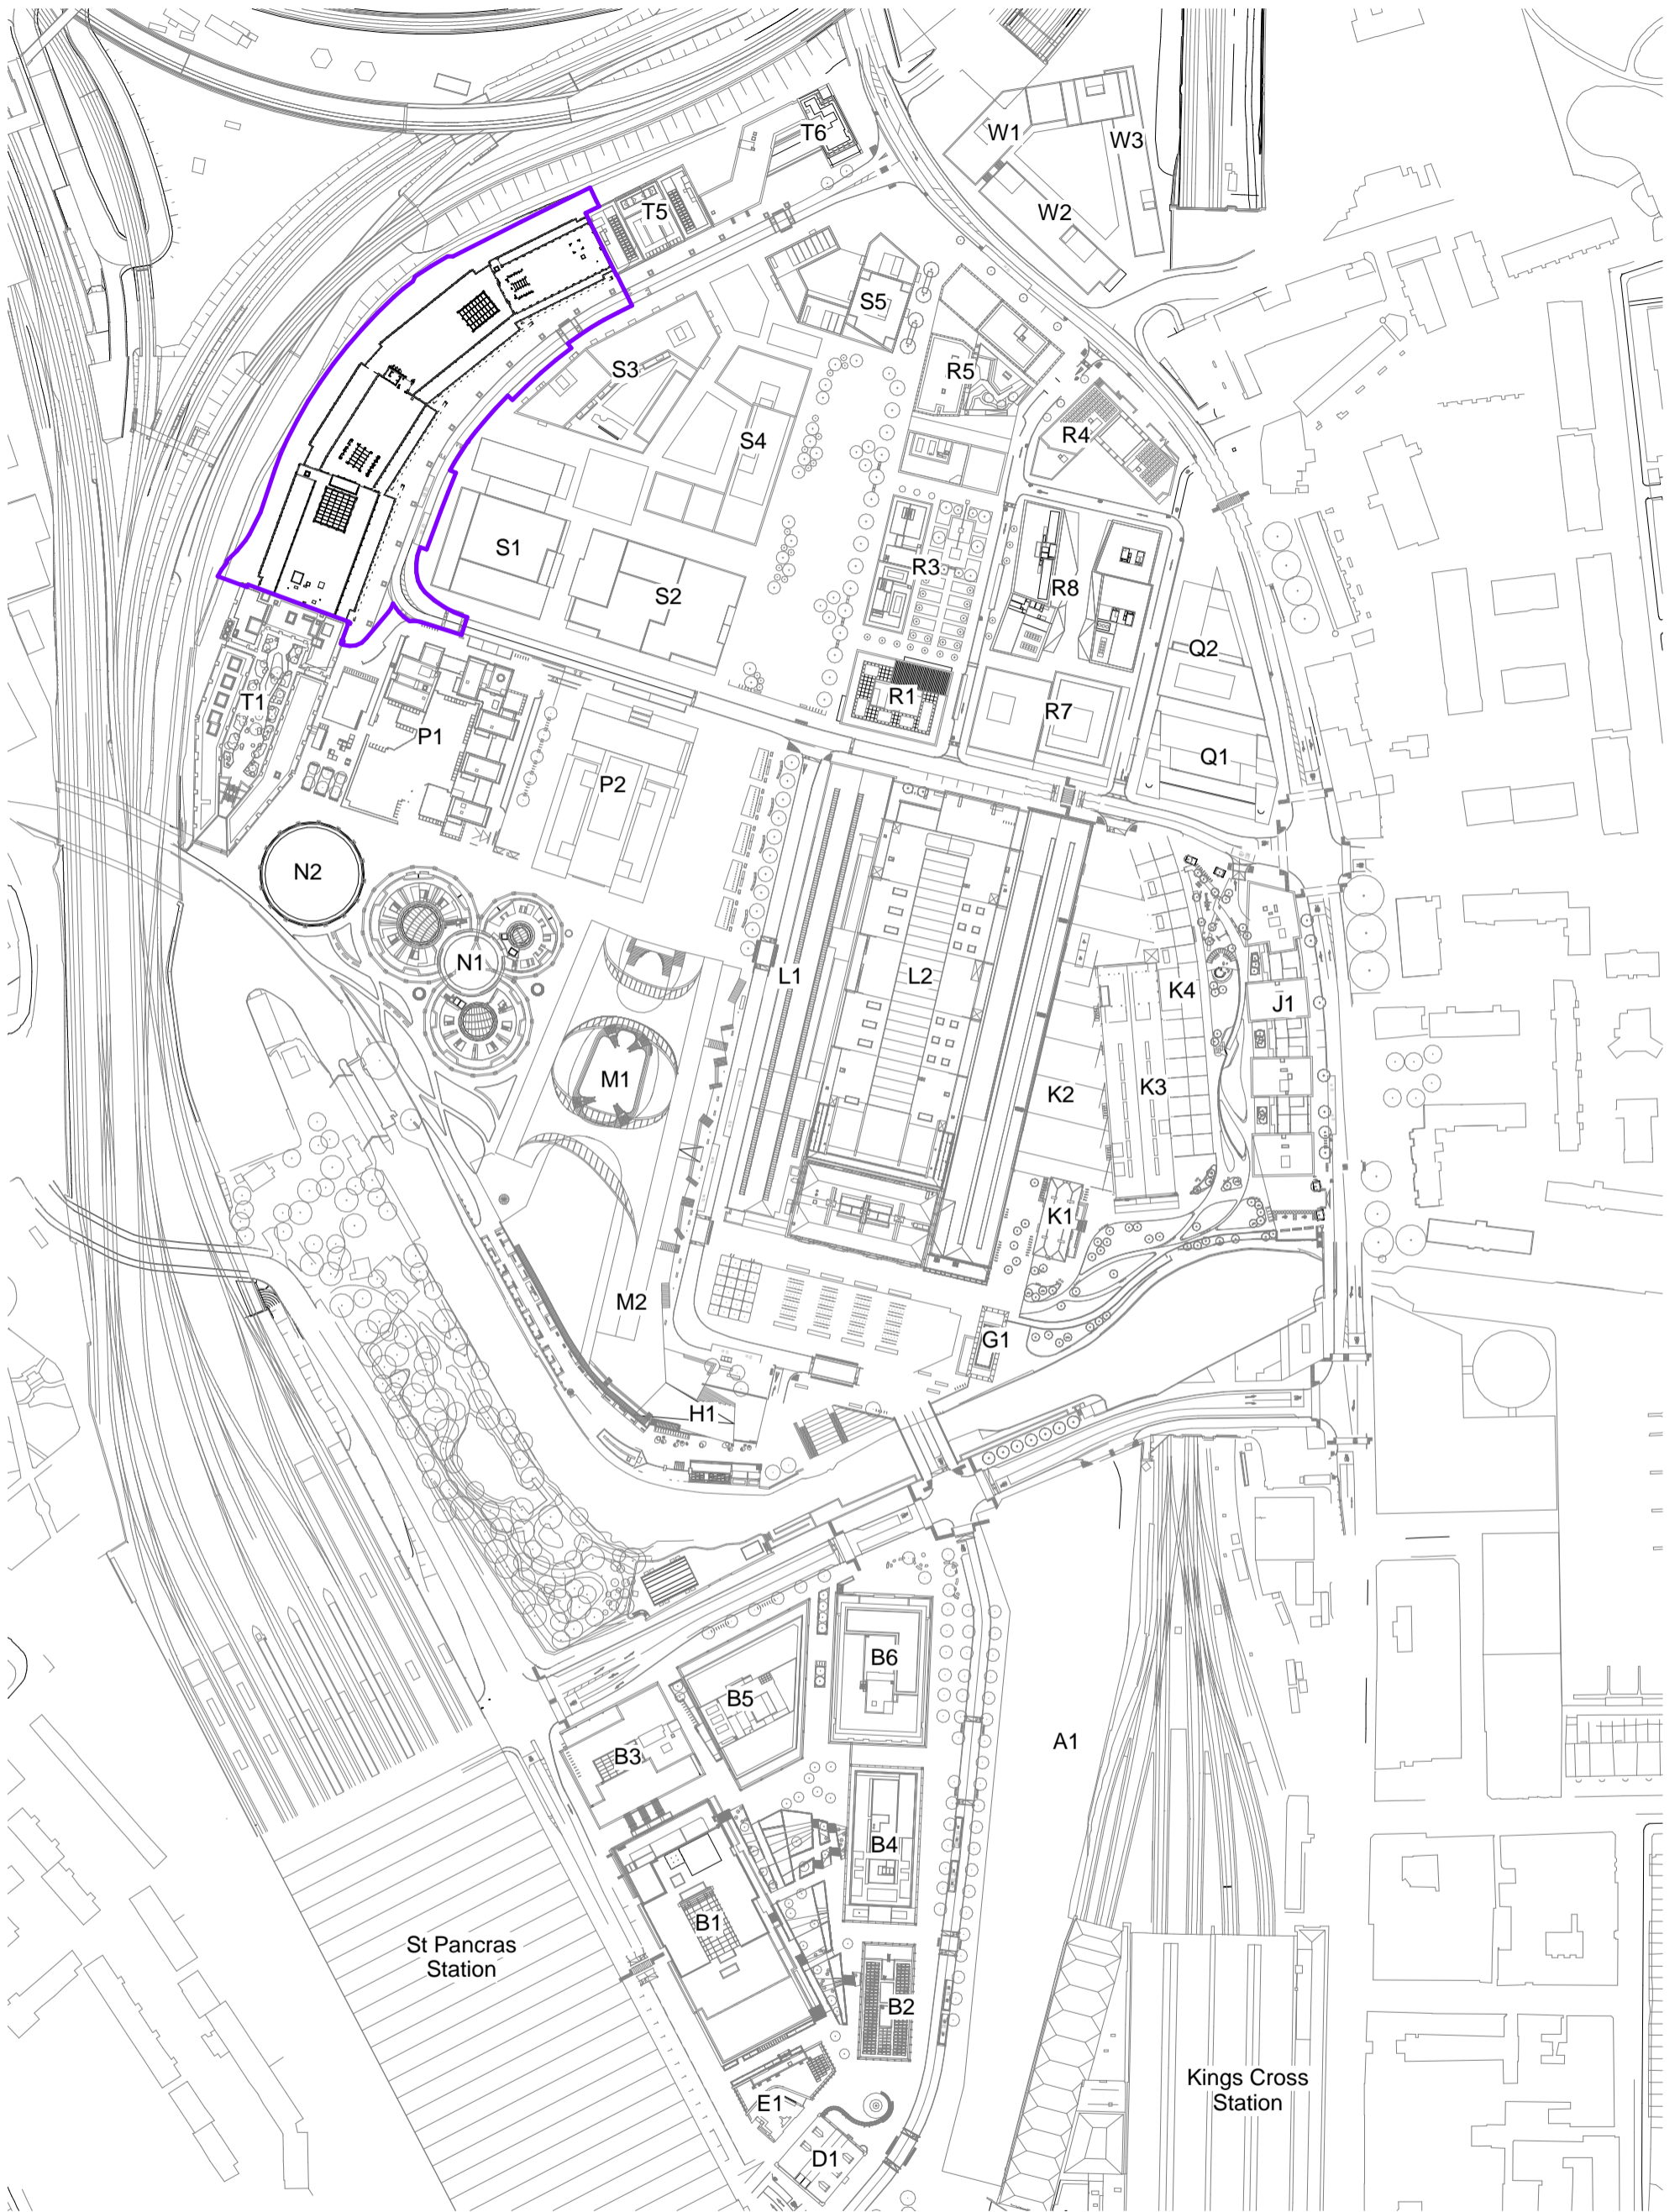 T6
W1
W3
T5
W2
S5
S3
R5
S4
R4
S1
R3
S2
R8
Q2
T1
R1
P1
R7
Q1
P2
N2
N1
L1
L2
K4
J1
M1
K2
K3
K1
M2
G1
H1
B6
B5
A1
B3
B4
B1
St Pancras
Station
B2
Kings Cross
Station
E1
D1